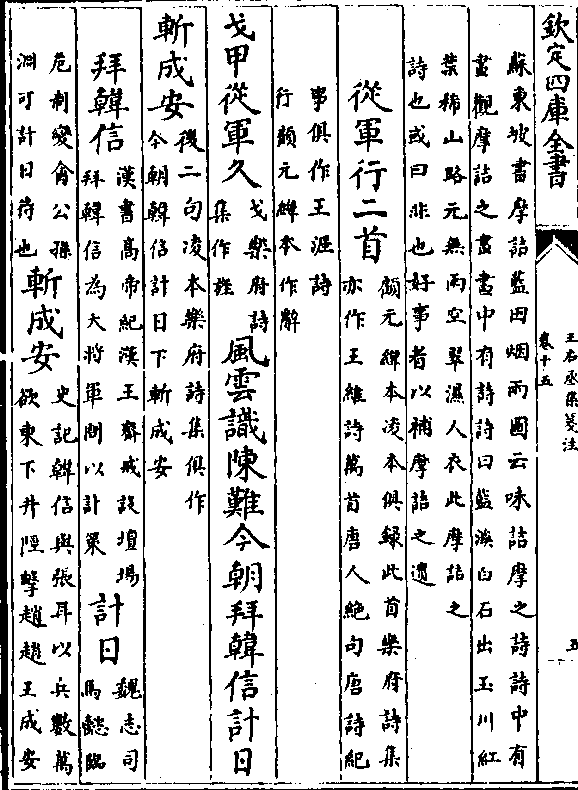 欽定四庫全書
王右丞集箋注
卷十五
五
蘇東坡書摩詰藍田烟雨圖云味詰摩之詩詩中有
畫觀摩詰之畫畫中有詩詩曰藍溪白石出玉川紅
葉稀山路元無雨空翠濕人衣此摩詰之
詩也或曰非也好事者以補摩詰之遺
從軍行二首
顧元緯本凌本俱録此首樂府詩集
亦作王維詩萬首唐人絶句唐詩紀
事俱作王涯詩
行顧元緯本作辭
戈甲從軍久
戈樂府詩
集作旌
風雲識陳難今朝拜韓信計日
斬成安
後二句凌本樂府詩集俱作
今朝韓信計日下斬成安
拜韓信
漢書高帝紀漢王齋戒設壇場
拜韓信為大將軍問以計策
計日
魏志司
馬懿臨
危制變禽公孫
淵可計日待也
斬成安
史記韓信與張耳以兵數萬
欲東下井陘擊趙趙王成安